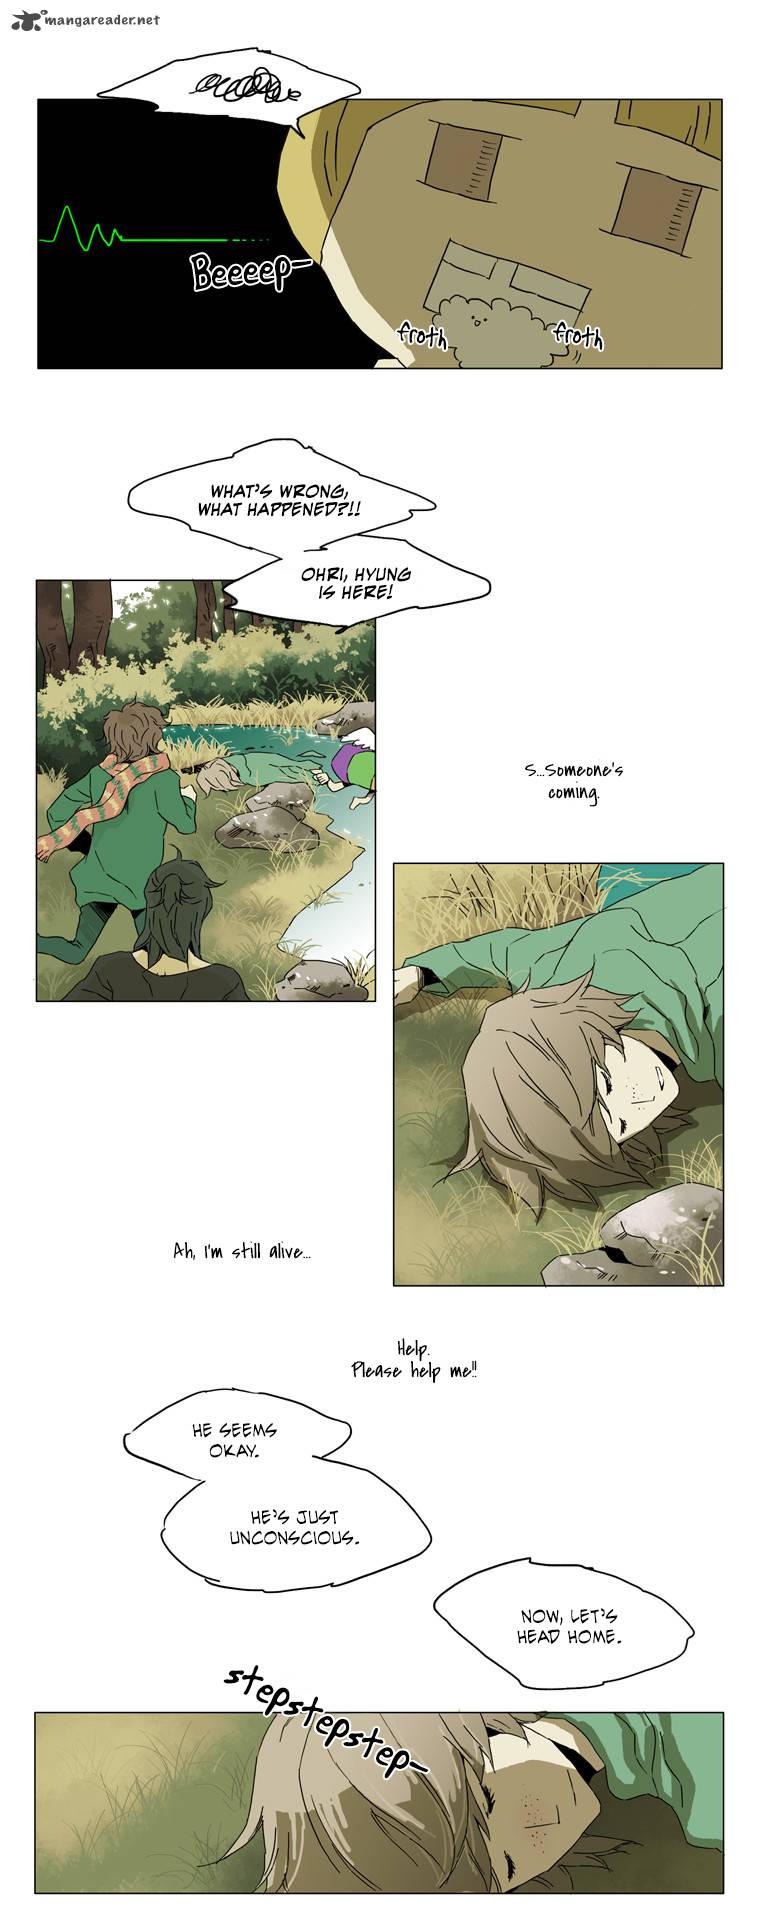 mangareader.net
Beeeep-
froth
froth
WHAT'S WRONG,
WHAT HAPPENED?!!
OHRI, HYUNG
IS HERE!
S...Someone's
coming.
Ah, I'm still alive...
Help.
Please help me!!
HE SEEMS
OKAY.
HE'S JUST
UNCONSCIOUS.
NOW, LET'S
HEAD HOME.
stepstepstep-